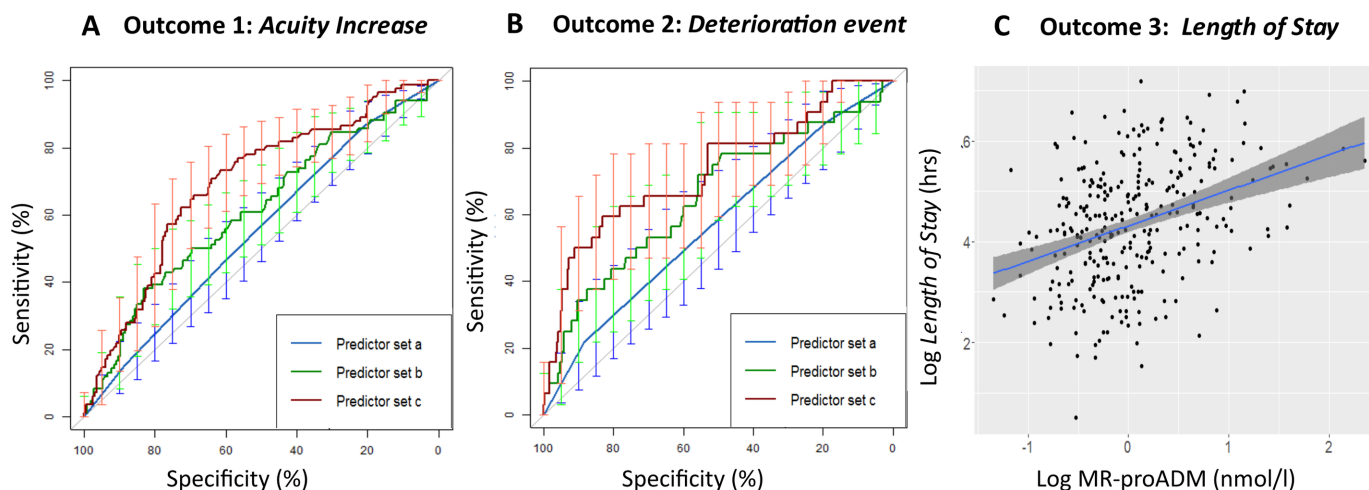 A Outcome 1: Acuity Increase
Sensitivity (%)
100
80
60
40
20
0
Predictor set a
Predictor set b
Predictor set c
100 80 60 40 20 0
Specificity (%)
B Outcome 2: Deterioration event
Sensitivity (%)
100
80
60
40
20
0
Predictor set a
Predictor set b
Predictor set c
100 80 60 40 20 0
Specificity (%)
C Outcome 3: Length of Stay
Log Length of Stay (hrs)
6
4
2
-1 0 1 2
Log MR-proADM (nmol/l)